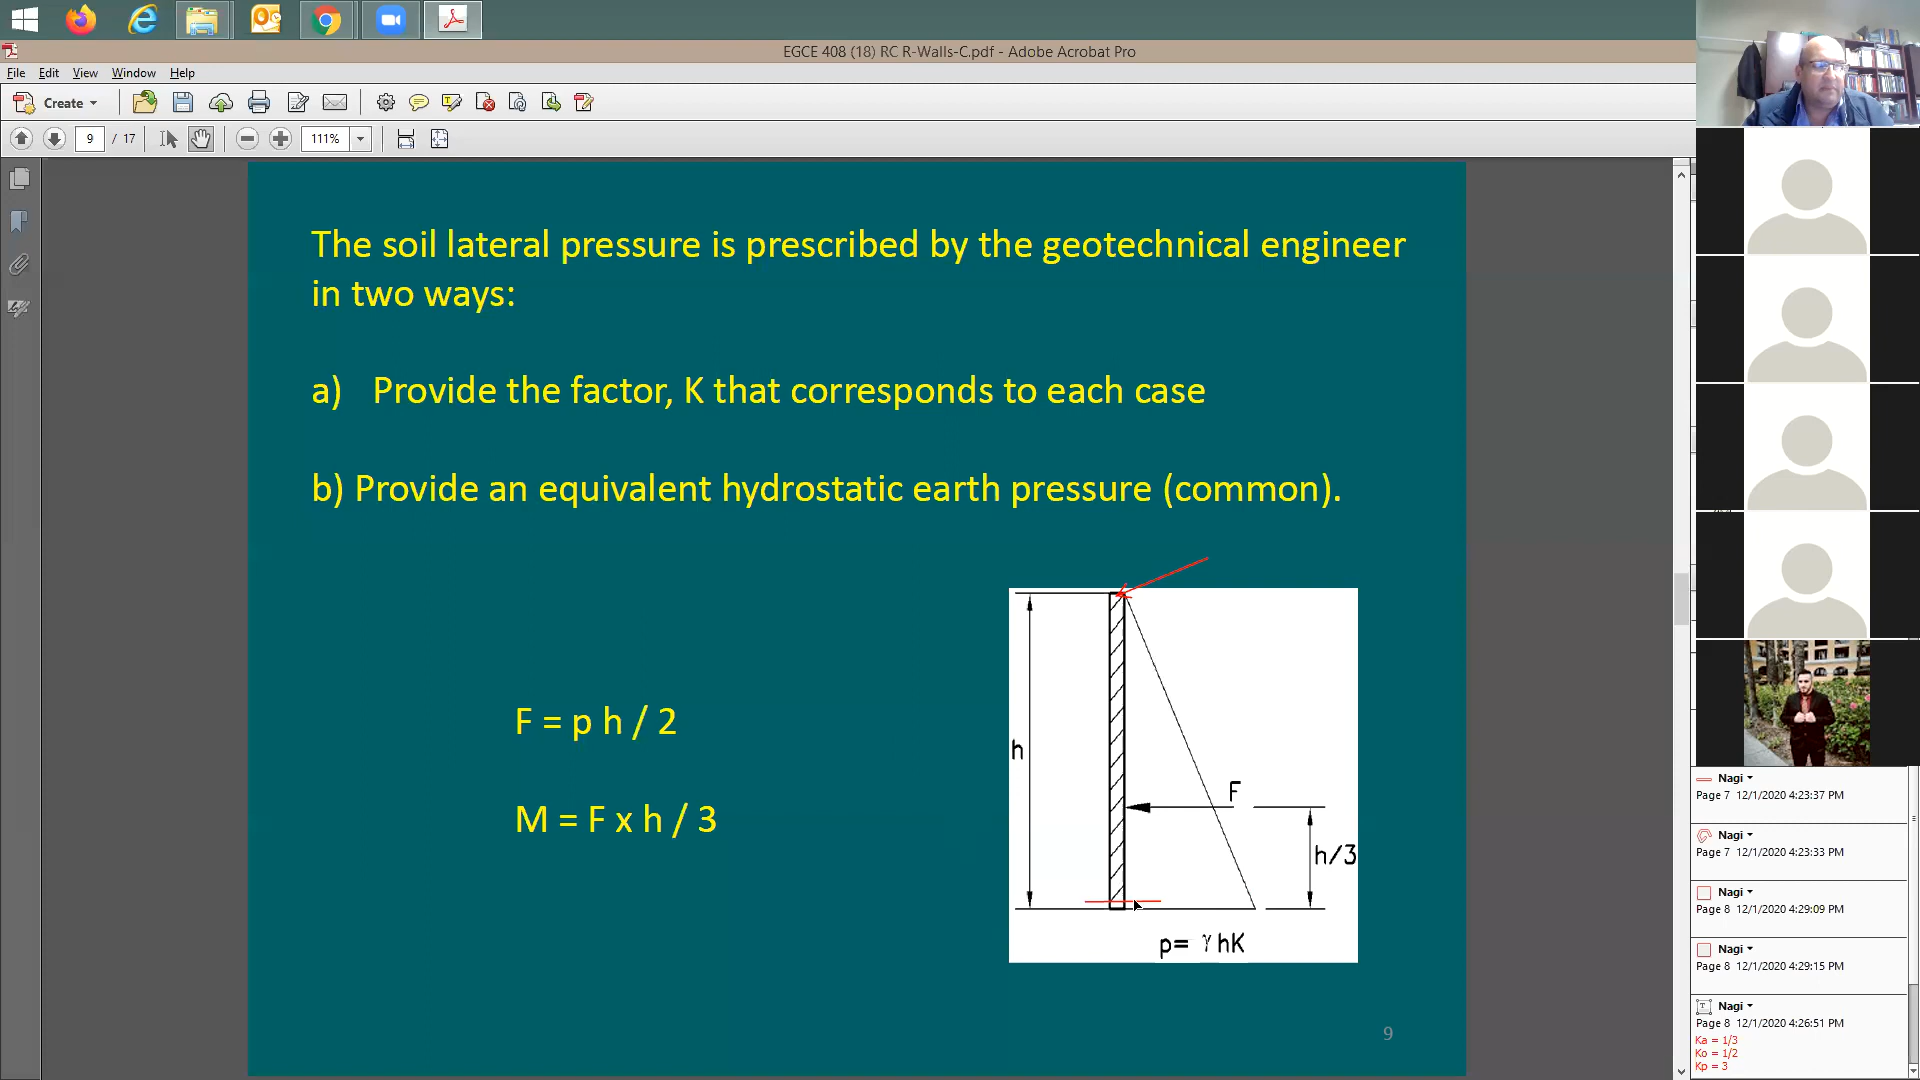 EGCE 408 (18) RC R-Walls-C.pdf - Adobe Acrobat Pro
File Edit View Window Help
Create
9 / 17 111%
The soil lateral pressure is prescribed by the geotechnical engineer
in two ways:
a) Provide the factor, K that corresponds to each case
b) Provide an equivalent hydrostatic earth pressure (common).
F = p h / 2
M = F x h / 3
h
F
h/3
p= γ hK
9
Nagi
Page 7 12/1/2020 4:23:37 PM
Nagi
Page 7 12/1/2020 4:23:33 PM
Nagi
Page 8 12/1/2020 4:29:09 PM
Nagi
Page 8 12/1/2020 4:29:15 PM
Nagi
Page 8 12/1/2020 4:26:51 PM
Ka = 1/3
Ko = 1/2
Kp = 3